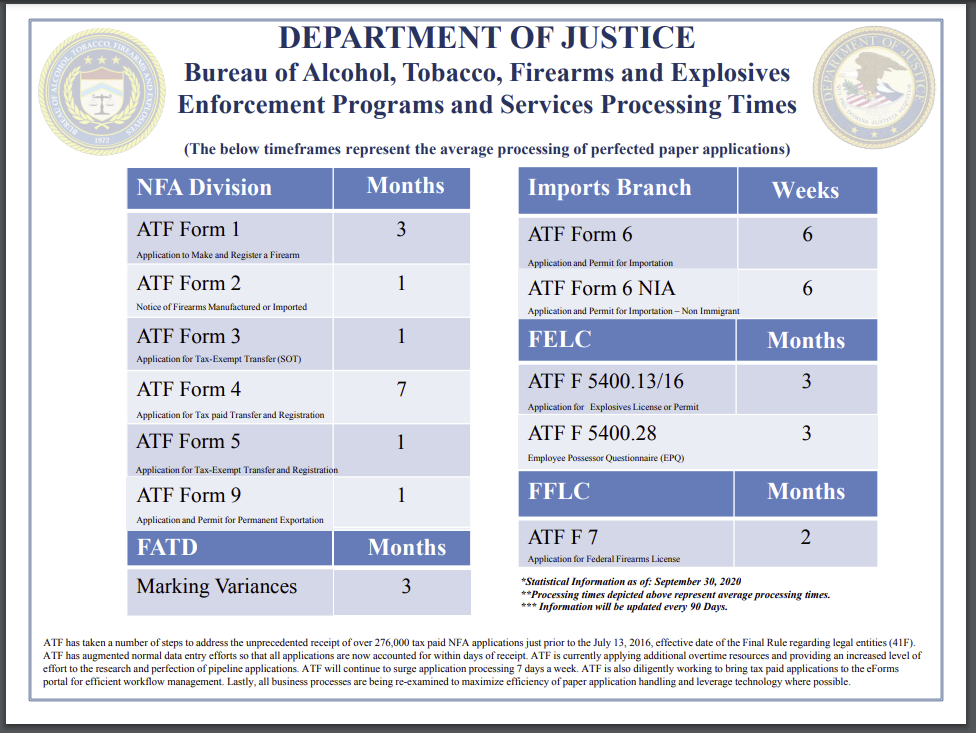 DEPARTMENT OF JUSTICE
Bureau of Alcohol, Tobacco, Firearms and Explosives
Enforcement Programs and Services Processing Times
(The below timeframes represent the average processing of perfected paper applications)
BUREAU OF ALCOHOL, TOBACCO, FIREARMS AND EXPLOSIVES
1972
DEPARTMENT OF JUSTICE
NFA Division Months
ATF Form 1 3
Application to Make and Register a Firearm
ATF Form 2 1
Notice of Firearms Manufactured or Imported
ATF Form 3 1
Application for Tax-Exempt Transfer (SOT)
ATF Form 4 7
Application for Tax paid Transfer and Registration
ATF Form 5 1
Application for Tax-Exempt Transfer and Registration
ATF Form 9 1
Application and Permit for Permanent Exportation
FATD Months
Marking Variances 3
Imports Branch Weeks
ATF Form 6 6
Application and Permit for Importation
ATF Form 6 NIA 6
Application and Permit for Importation – Non Immigrant
FELC Months
ATF F 5400.13/16 3
Application for Explosives License or Permit
ATF F 5400.28 3
Employee Possessor Questionnaire (EPQ)
FFLC Months
ATF F 7 2
Application for Federal Firearms License
*Statistical Information as of: September 30, 2020
**Processing times depicted above represent average processing times.
*** Information will be updated every 90 Days.
ATF has taken a number of steps to address the unprecedented receipt of over 276,000 tax paid NFA applications just prior to the July 13, 2016, effective date of the Final Rule regarding legal entities (41F).
ATF has augmented normal data entry efforts so that all applications are now accounted for within days of receipt. ATF is currently applying additional overtime resources and providing an increased level of
effort to the research and perfection of pipeline applications. ATF will continue to surge application processing 7 days a week. ATF is also diligently working to bring tax paid applications to the eForms
portal for efficient workflow management. Lastly, all business processes are being re-examined to maximize efficiency of paper application handling and leverage technology where possible.